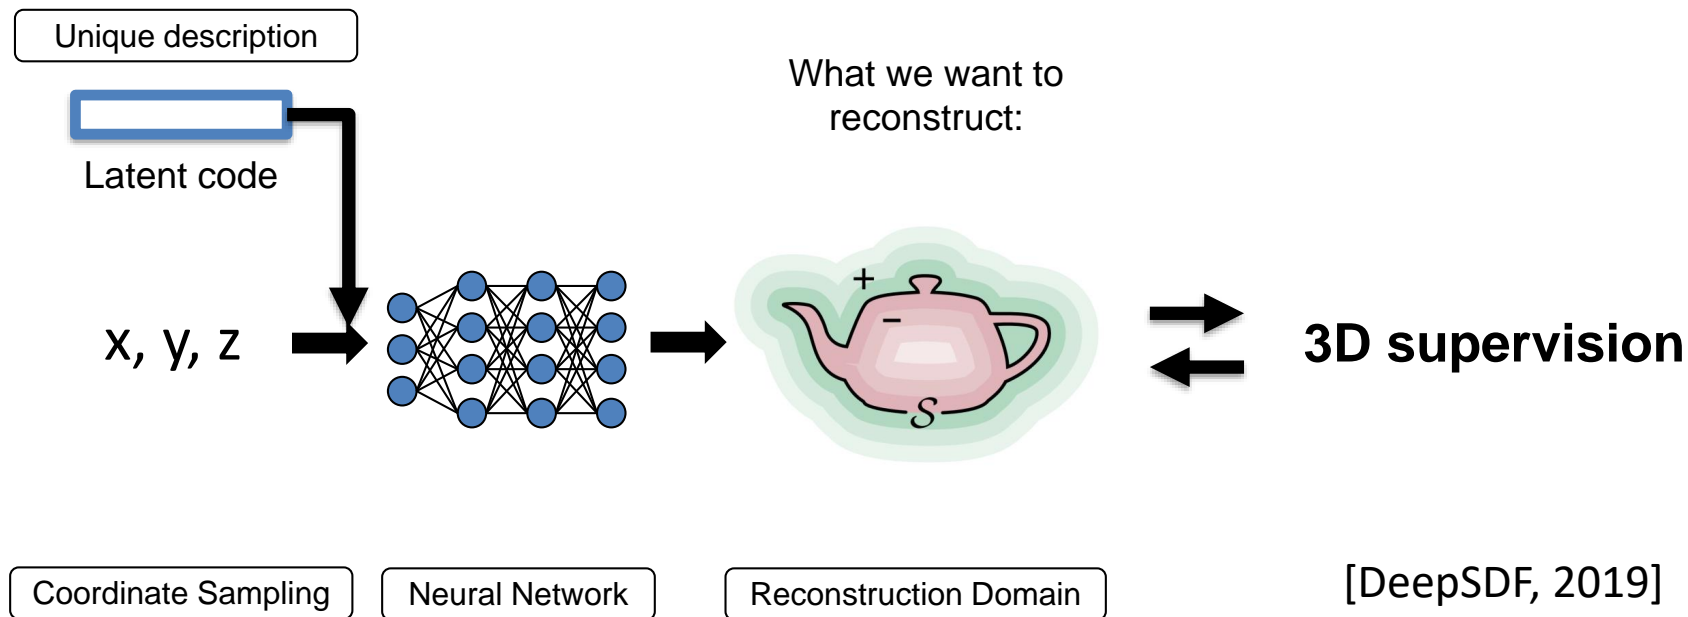 Unique description
Latent code
What we want to
reconstruct:
x, y, z
+
-
S
3D supervision
Coordinate Sampling
Neural Network
Reconstruction Domain
[DeepSDF, 2019]